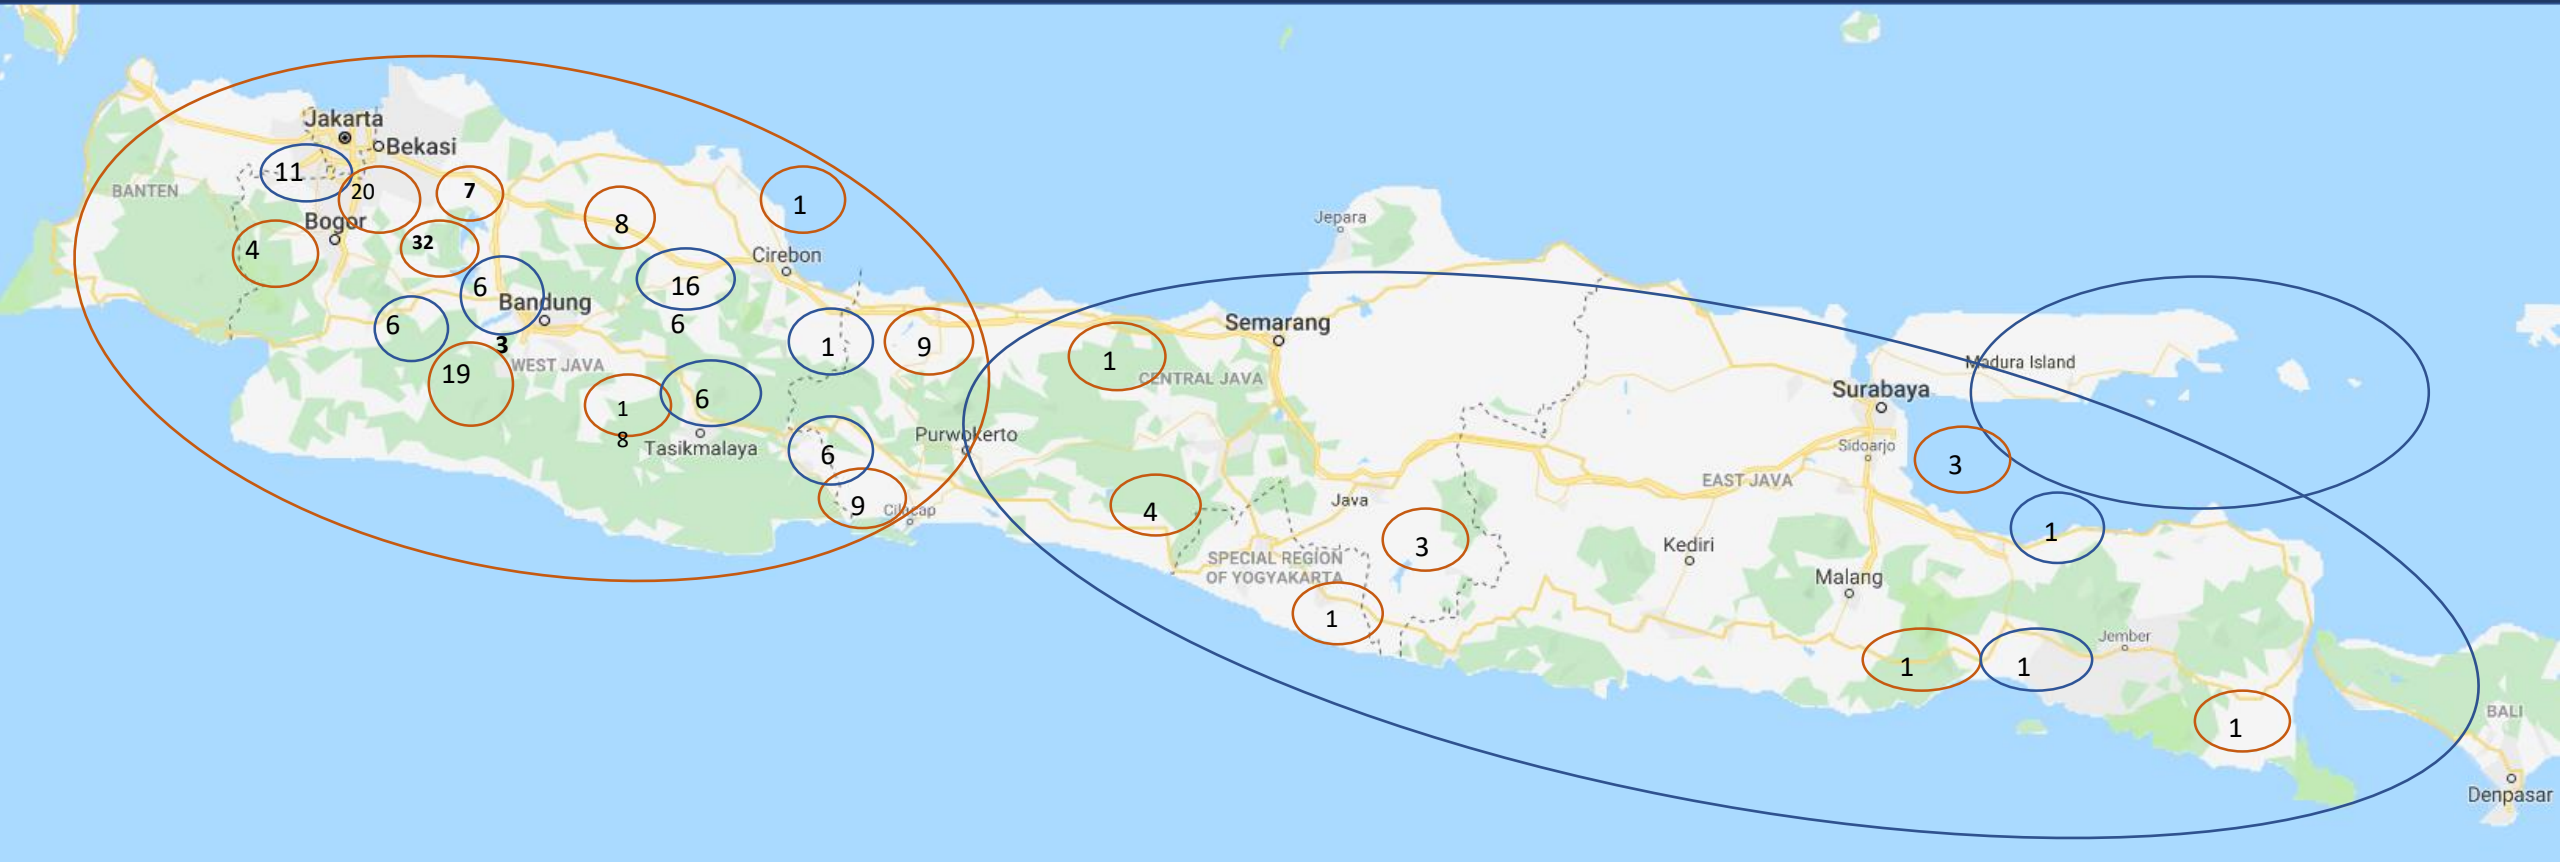 Jakarta
Bekasi
11
BANTEN
20
7
1
8
Bogor
4
32
Cirbon
16
6
Bandung
6
6
3
1
9
WEST JAVA
19
1
8
6
Tasikmalaya
Purwokerto
6
9
Cilacap
Jepara
Semarang
1
CENTRAL JAVA
4
Java
SPECIAL REGION
OF YOGYAKARTA
3
1
Madura Island
Surabaya
Sidoarjo
3
EAST JAVA
1
Kediri
Malang
Jember
1
1
1
BALI
Denpasar